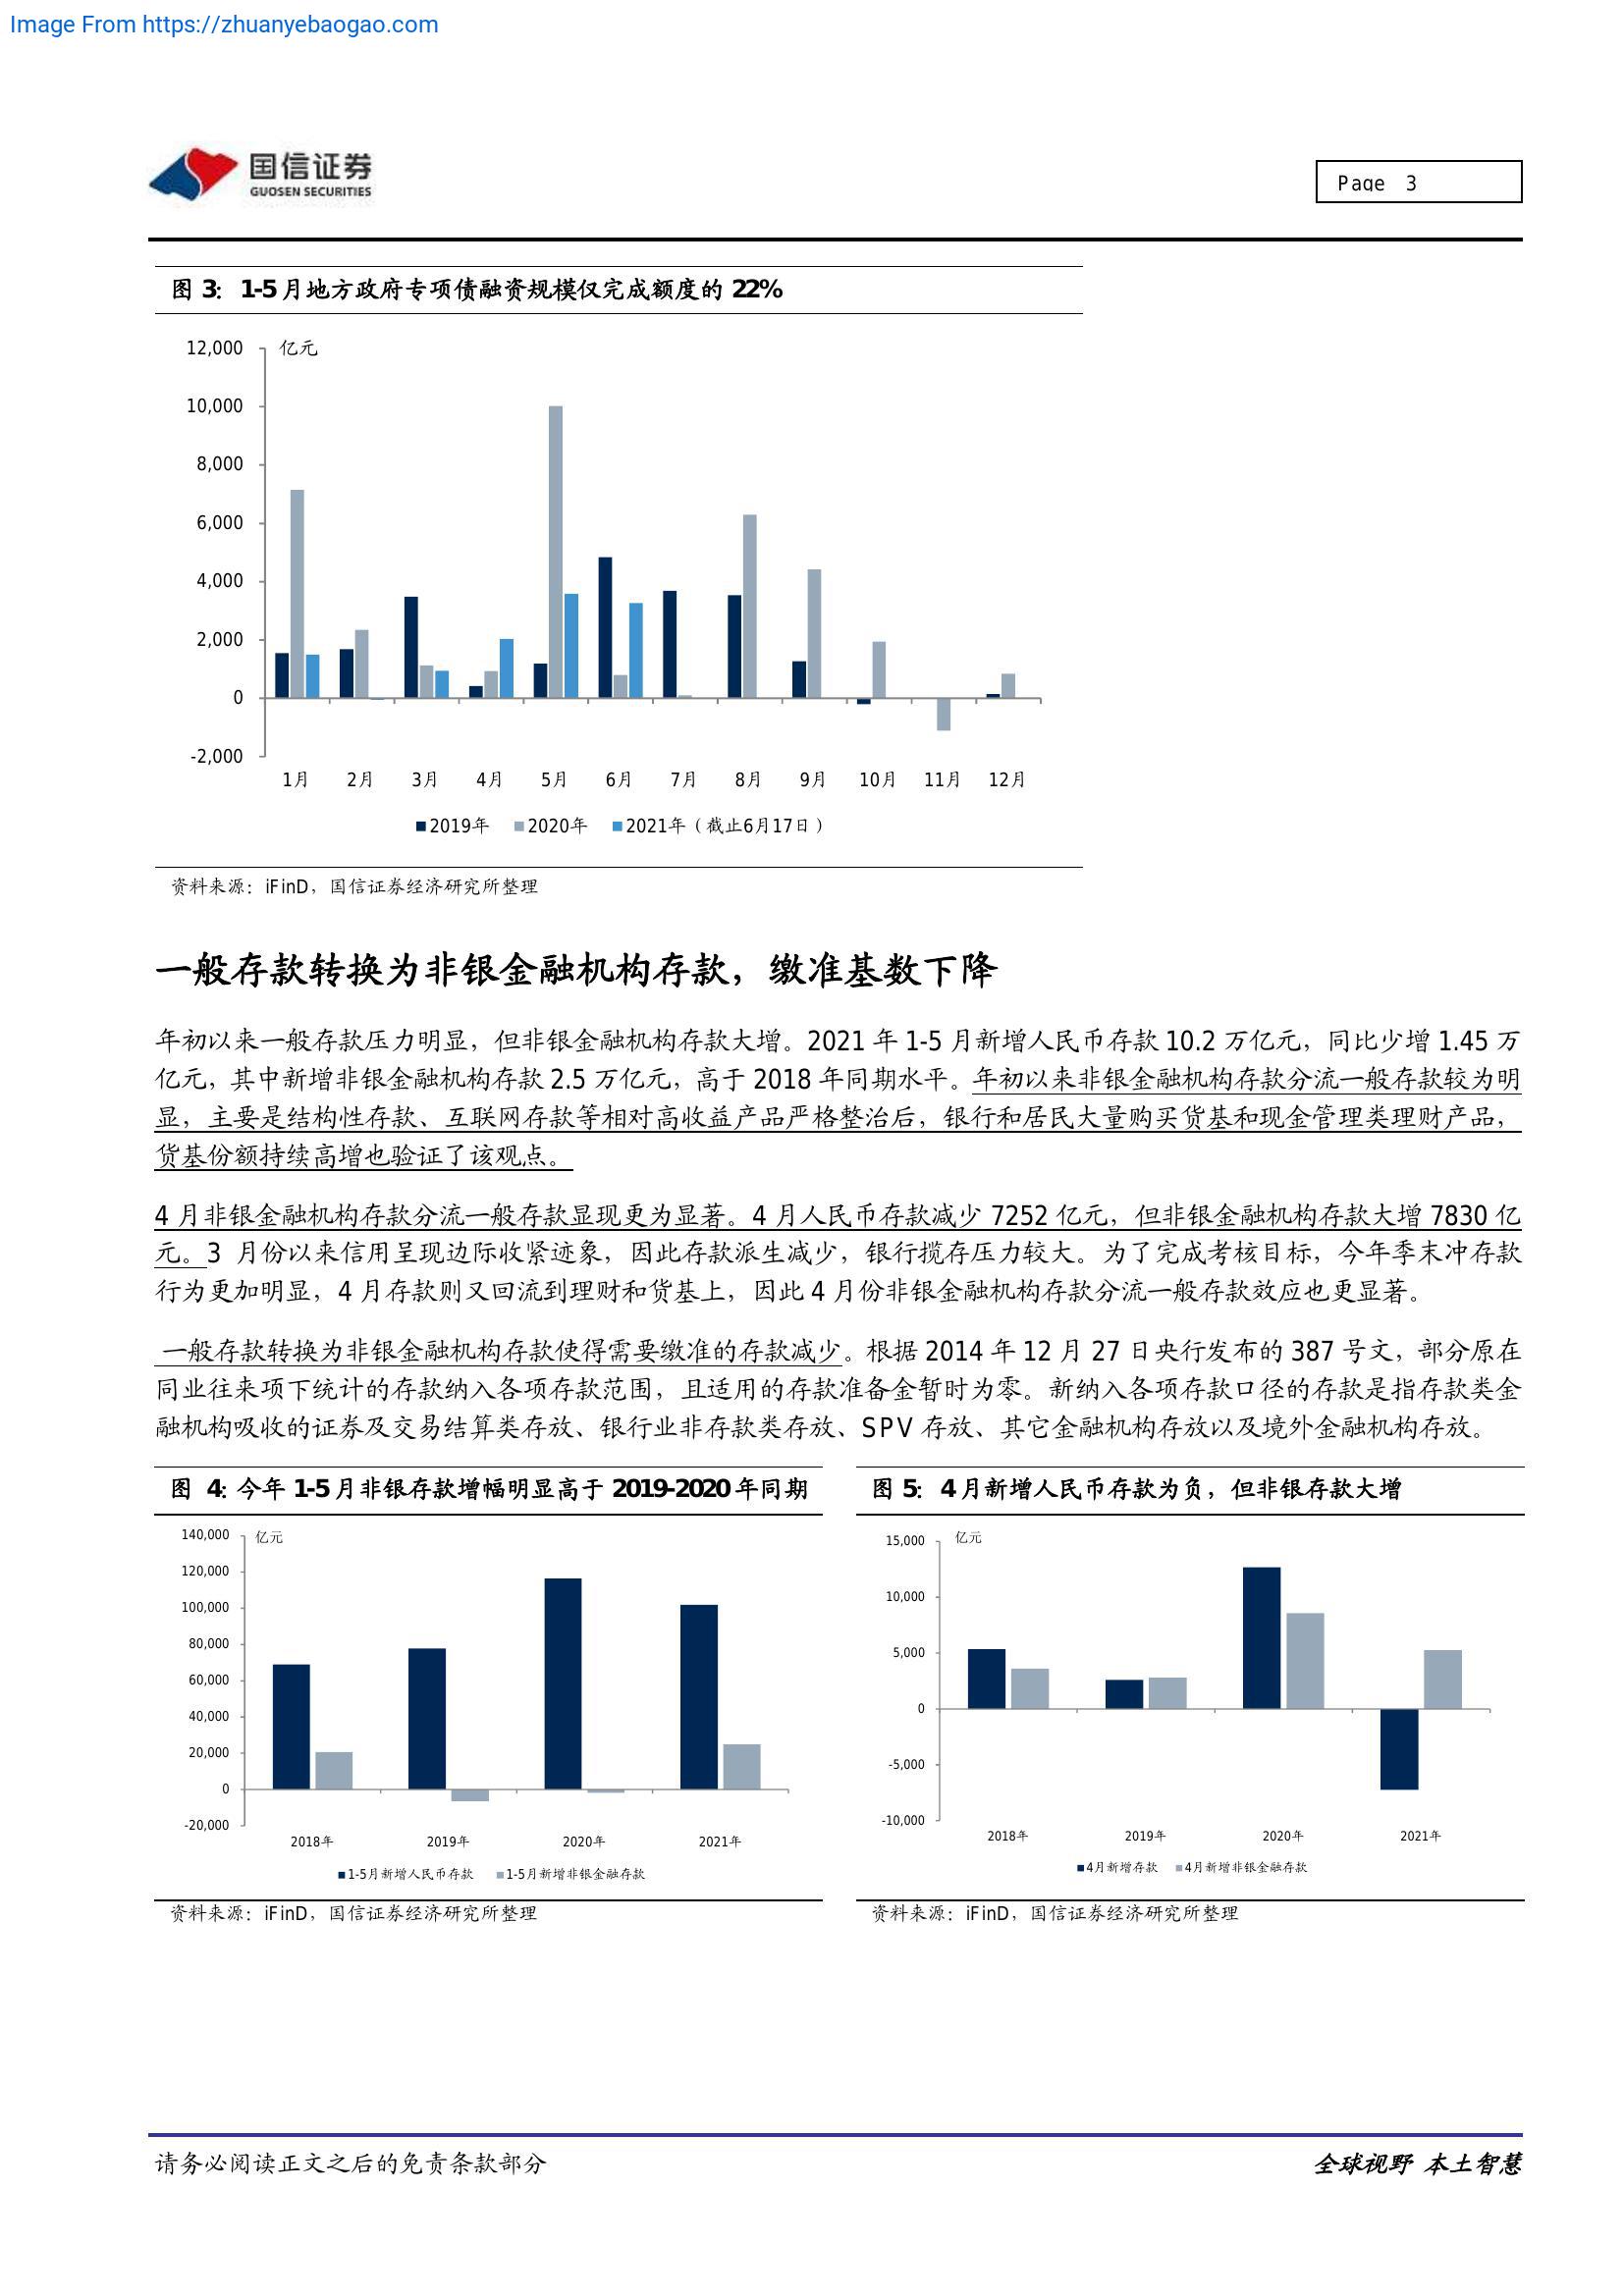 Image From https://zhuanyebaogao.com
国信证券
GUOSEN SECURITIES
Page 3
图 3：1-5 月地方政府专项债融资规模仅完成额度的 22%
亿元
12,000
10,000
8,000
6,000
4,000
2,000
0
-2,000
1月 2月 3月 4月 5月 6月 7月 8月 9月 10月 11月 12月
2019年 2020年 2021年（截止6月17日）
资料来源：iFinD，国信证券经济研究所整理
一般存款转换为非银金融机构存款，缴准基数下降
年初以来一般存款压力明显，但非银金融机构存款大增。2021 年 1-5 月新增人民币存款 10.2 万亿元，同比少增 1.45 万
亿元，其中新增非银金融机构存款 2.5 万亿元，高于 2018 年同期水平。年初以来非银金融机构存款分流一般存款较为明
显，主要是结构性存款、互联网存款等相对高收益产品严格整治后，银行和居民大量购买货基和现金管理类理财产品，
货基份额持续高增也验证了该观点。
4 月非银金融机构存款分流一般存款显现更为显著。4 月人民币存款减少 7252 亿元，但非银金融机构存款大增 7830 亿
元。3 月份以来信用呈现边际收紧迹象，因此存款派生减少，银行揽存压力较大。为了完成考核目标，今年季末冲存款
行为更加明显，4 月存款则又回流到理财和货基上，因此 4 月份非银金融机构存款分流一般存款效应也更显著。
一般存款转换为非银金融机构存款使得需要缴准的存款减少。根据 2014 年 12 月 27 日央行发布的 387 号文，部分原在
同业往来项下统计的存款纳入各项存款范围，且适用的存款准备金暂时为零。新纳入各项存款口径的存款是指存款类金
融机构吸收的证券及交易结算类存放、银行业非存款类存放、SPV 存放、其它金融机构存放以及境外金融机构存放。
图 4：今年 1-5 月非银存款增幅明显高于 2019-2020 年同期
亿元
140,000
120,000
100,000
80,000
60,000
40,000
20,000
0
-20,000
2018年 2019年 2020年 2021年
1-5月新增人民币存款 1-5月新增非银金融存款
资料来源：iFinD，国信证券经济研究所整理
图 5：4 月新增人民币存款为负，但非银存款大增
亿元
15,000
10,000
5,000
0
-5,000
-10,000
2018年 2019年 2020年 2021年
4月新增存款 4月新增非银金融存款
资料来源：iFinD，国信证券经济研究所整理
请务必阅读正文之后的免责条款部分
全球视野 本土智慧